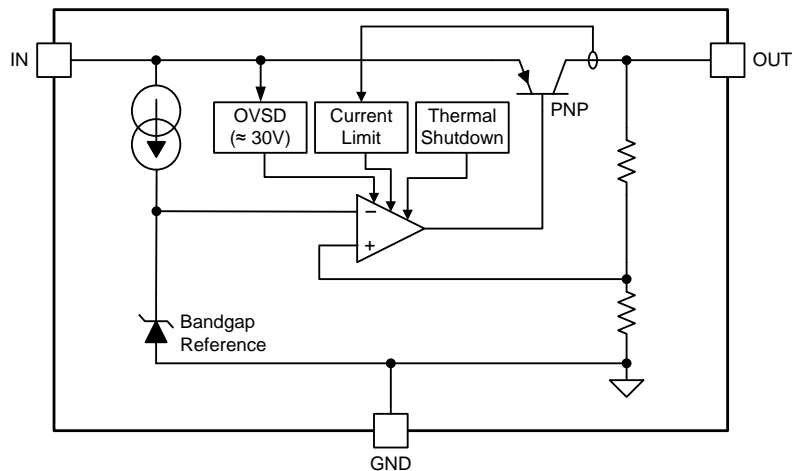 IN
OUT
PNP
OVSD
(≈ 30V)
Current
Limit
Thermal
Shutdown
−
+
Bandgap
Reference
GND